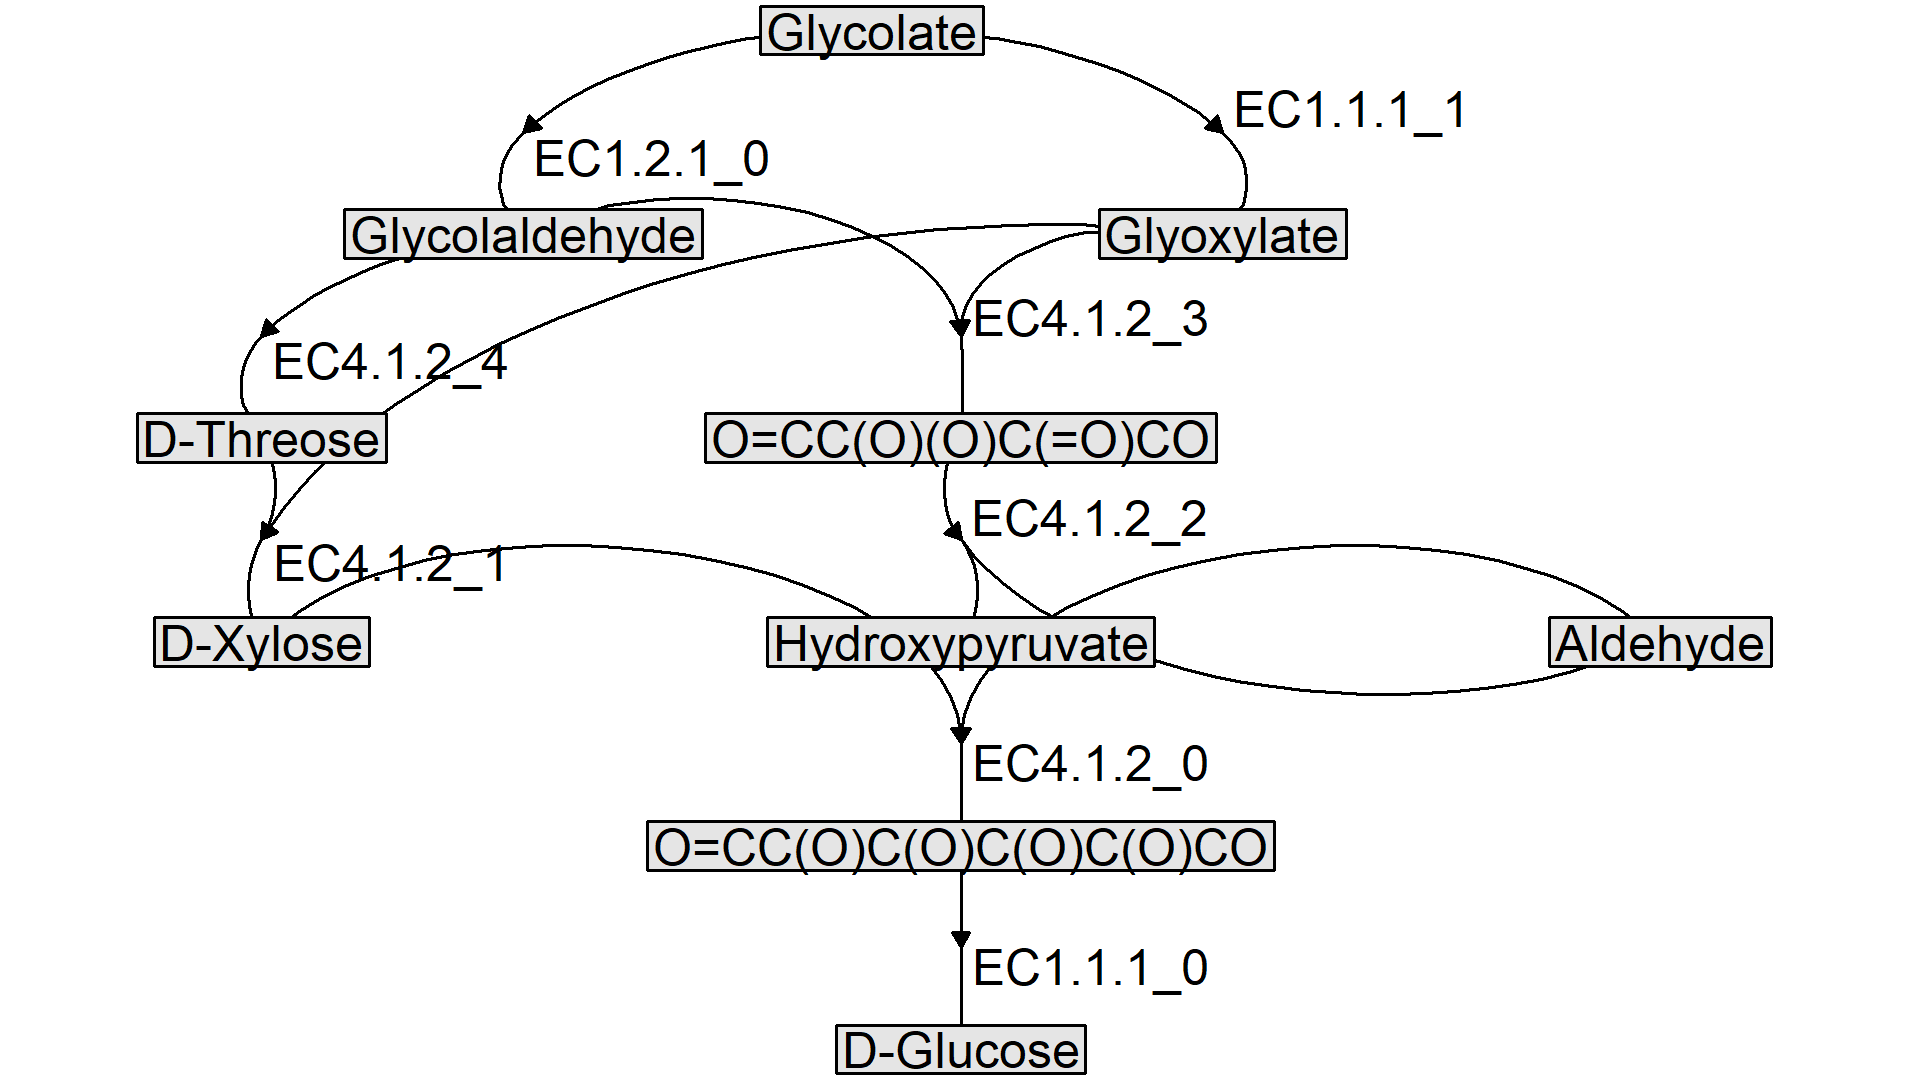 Glycolate
EC1.1.1_1
EC1.2.1_0
Glycolaldehyde
Glyoxylate
EC4.1.2_3
EC4.1.2_4
D-Threose
O=CC(O)(O)C(=O)CO
EC4.1.2_2
EC4.1.2_1
D-Xylose
Hydroxypyruvate
Aldehyde
EC4.1.2_0
O=CC(O)C(O)C(O)C(O)CO
EC1.1.1_0
D-Glucose